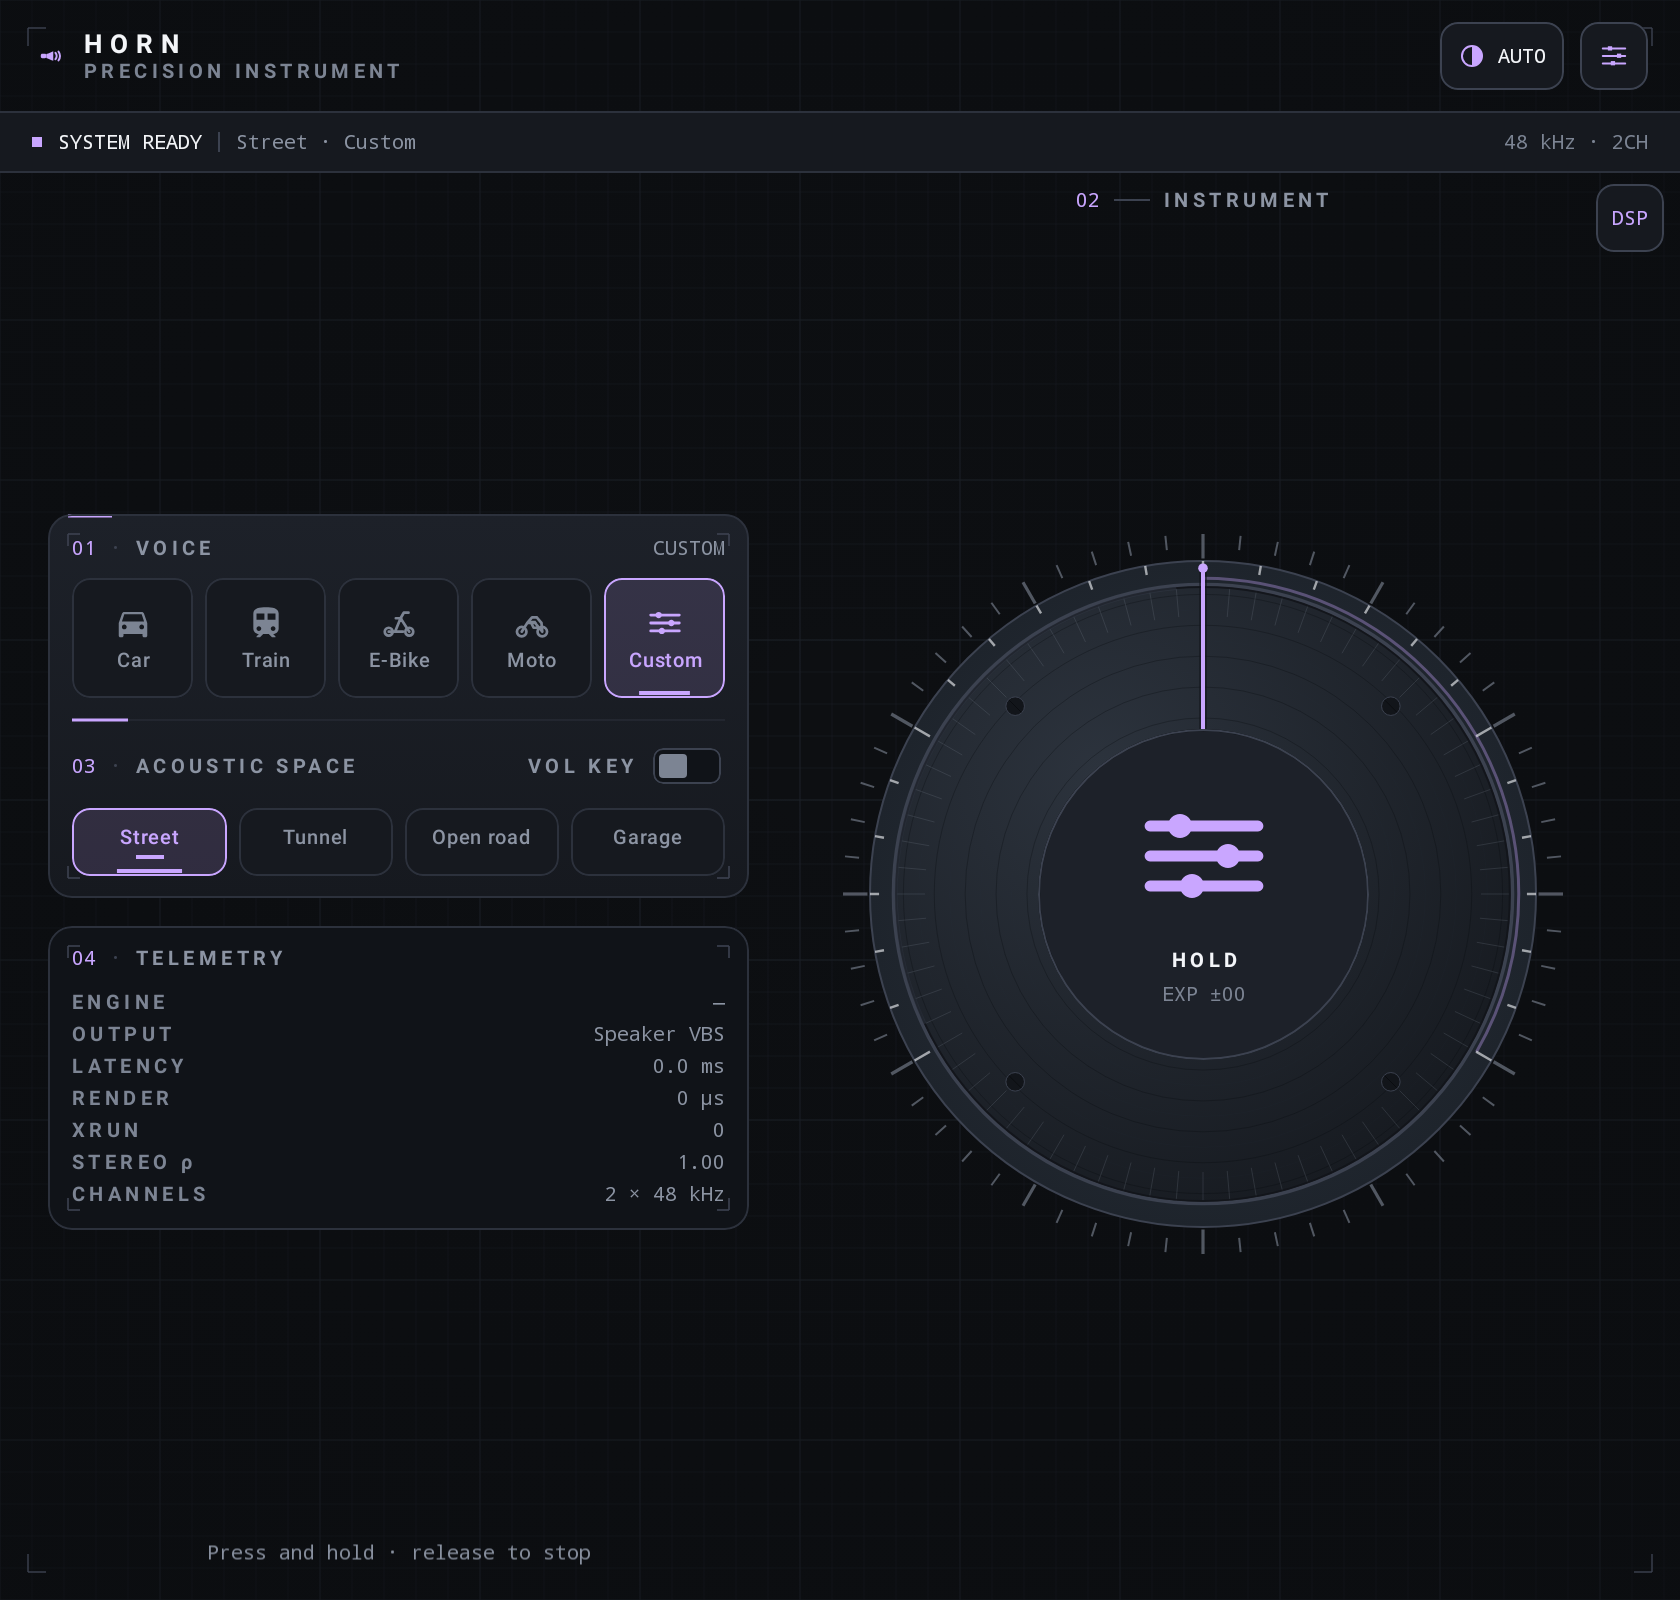 HORN
PRECISION INSTRUMENT
AUTO
SYSTEM READY
Street · Custom
48 kHz · 2CH
02 INSTRUMENT
DSP
01 · VOICE
CUSTOM
Car
Train
E-Bike
Moto
Custom
03 · ACOUSTIC SPACE
VOL KEY
Street
Tunnel
Open road
Garage
04 · TELEMETRY
ENGINE —
OUTPUT Speaker VBS
LATENCY 0.0 ms
RENDER 0 µs
XRUN 0
STEREO ρ 1.00
CHANNELS 2 × 48 kHz
HOLD
EXP ±00
Press and hold · release to stop